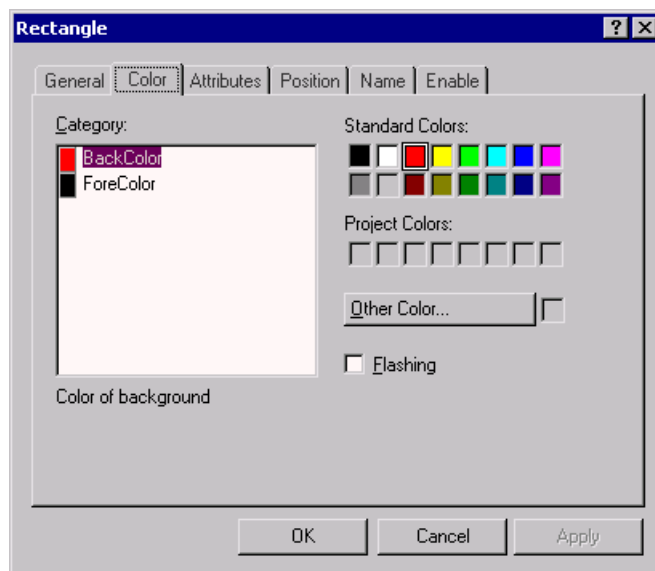 Rectangle
General Color Attributes Position Name Enable
Category:
BackColor
ForeColor
Color of background
Standard Colors:
Project Colors:
Other Color...
Flashing
OK Cancel Apply